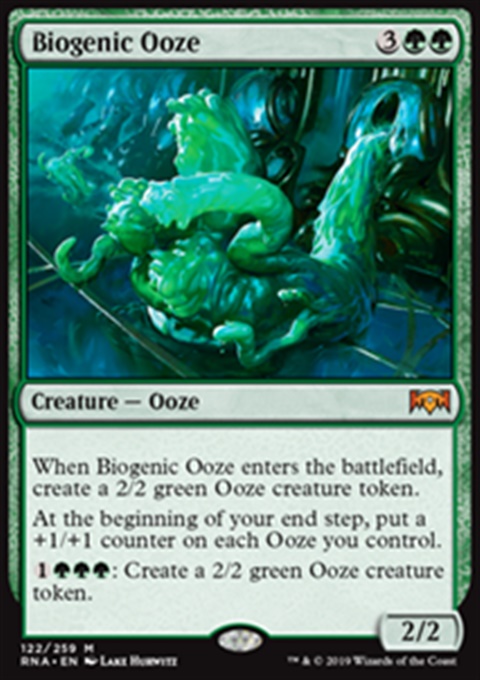 Biogenic Ooze 3
Creature — Ooze
When Biogenic Ooze enters the battlefield,
create a 2/2 green Ooze creature token.
At the beginning of your end step, put a
+1/+1 counter on each Ooze you control.
1: Create a 2/2 green Ooze creature
token.
2/2
122/259 M
RNA • EN Lake Hurwitz
™ & © 2019 Wizards of the Coast